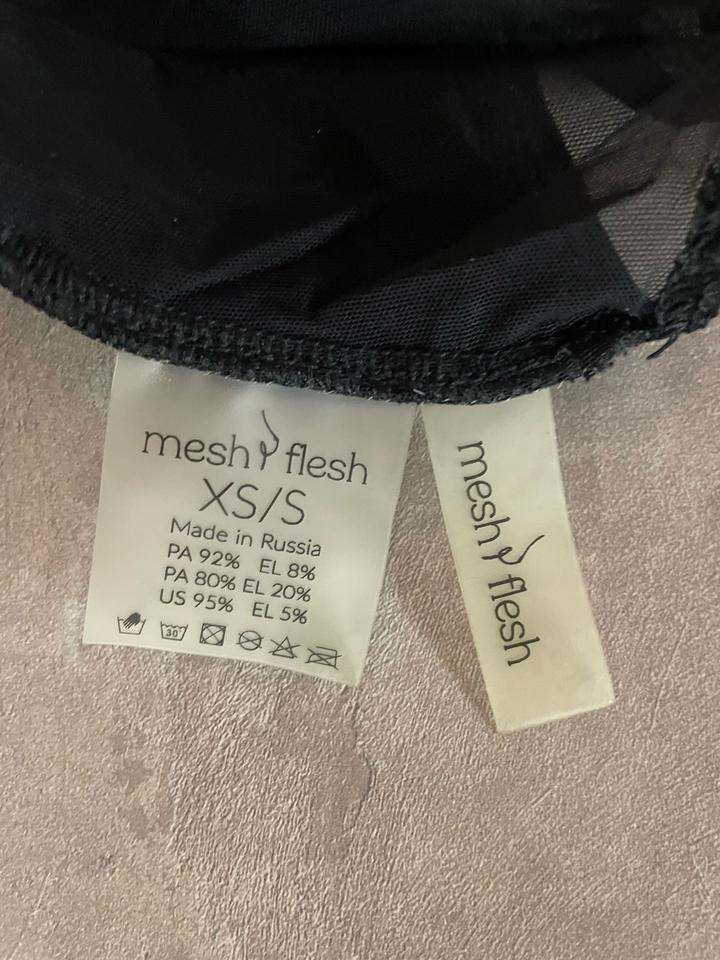 mesh flesh
XS/S
Made in Russia
PA 92% EL 8%
PA 80% EL 20%
US 95% EL 5%
30°
mesh flesh